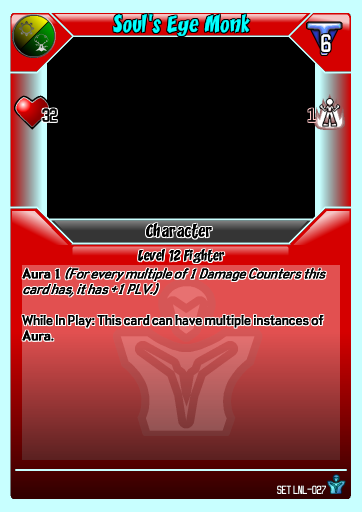 Soul's Eye Monk
6
32
1
Character
Level 12 Fighter
Aura 1 (For every multiple of 1 Damage Counters this
card has, it has +1 PLV.)
While In Play: This card can have multiple instances of
Aura.
SET LNL-027